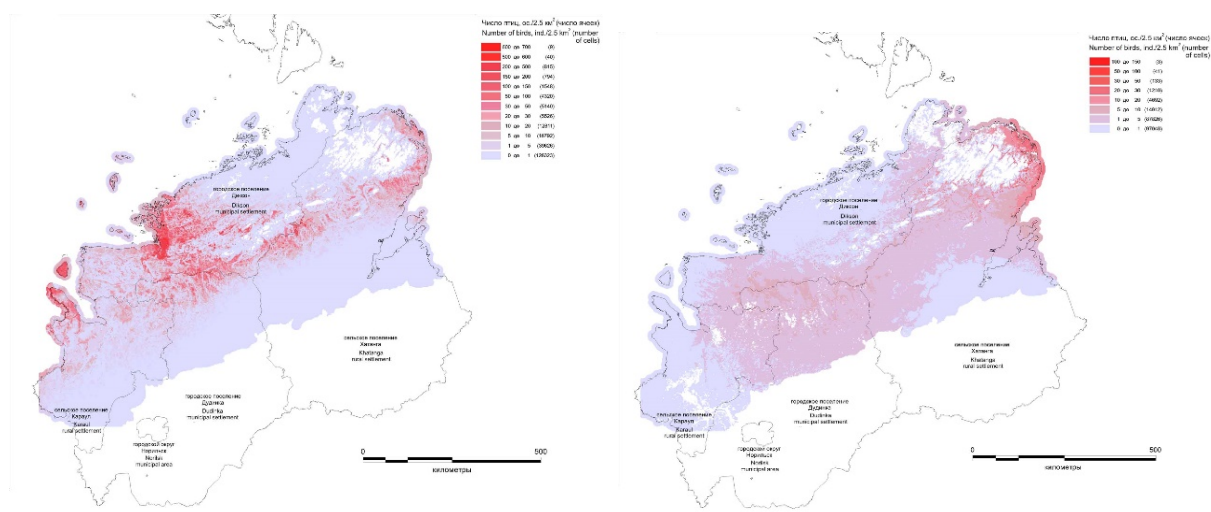 Число птиц, ос./2.5 км² (число ячеек)
Number of birds, ind./2.5 km² (number
of cells)
600 до 700
500 до 600 (40)
200 до 500
150 до 200 (794)
100 до 150 (1548)
50 до 100 (4320)
30 до 50
20 до 30
10 до 20
5 до 10
1 до 5
0 до 1
городское поселение
Диксон
Dikson
municipal settlement
сельское поселение
Хатанга
Khatanga
rural settlement
городское поселение
Дудинка
Dudinka
municipal settlement
сельское поселение
Караул
Karaul
rural settlement
городской округ
Норильск
Norilsk
municipal area
0 500
километры
Число птиц, ос./2.5 км² (число ячеек)
Number of birds, ind./2.5 km² (number
of cells)
100 до 150
50 до 100
30 до 50
20 до 30
10 до 20
5 до 10
1 до 5
0 до 1
городское поселение
Диксон
Dikson
municipal settlement
сельское поселение
Хатанга
Khatanga
rural settlement
городское поселение
Дудинка
Dudinka
municipal settlement
сельское поселение
Караул
Karaul
rural settlement
городской округ
Норильск
Norilsk
municipal area
0 500
километры